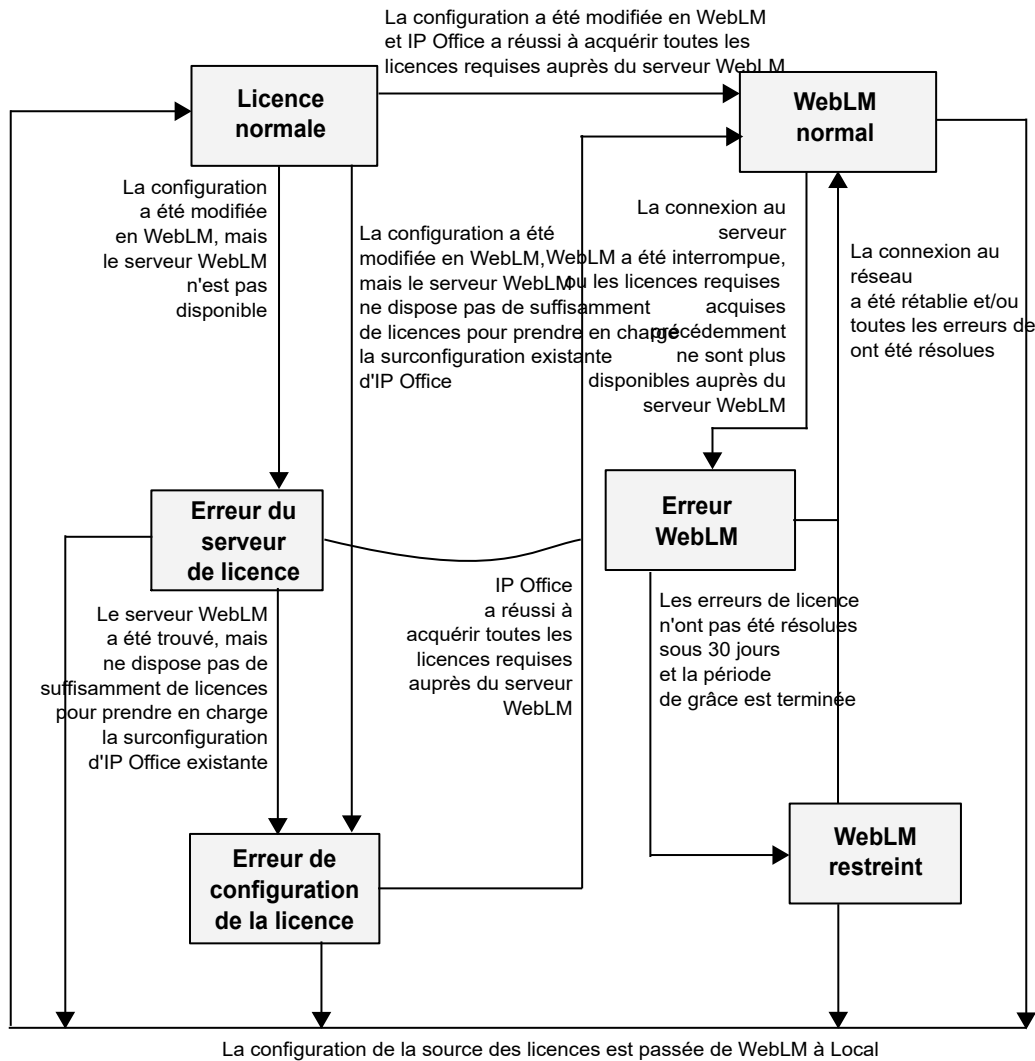 La configuration a été modifiée en WebLM
et IP Office a réussi à acquérir toutes les
licences requises auprès du serveur WebLM
Licence
normale
WebLM
normal
La configuration
a été modifiée
en WebLM, mais
le serveur WebLM
n'est pas
disponible
La configuration a été
modifiée en WebLM,
mais le serveur WebLM
ne dispose pas de suffisamment
de licences pour prendre en charge
la surconfiguration existante
d'IP Office
La connexion au
serveur
WebLM a été interrompue,
ou les licences requises
acquises
précédemment
ne sont plus
disponibles auprès du
serveur WebLM
La connexion au
réseau
a été rétablie et/ou
toutes les erreurs de
ont été résolues
Erreur du
serveur
de licence
Erreur
WebLM
Le serveur WebLM
a été trouvé, mais
ne dispose pas de
suffisamment de licences
pour prendre en charge
la surconfiguration
d'IP Office existante
IP Office
a réussi à
acquérir toutes les
licences requises
auprès du serveur
WebLM
Les erreurs de licence
n'ont pas été résolues
sous 30 jours
et la période
de grâce est terminée
Erreur de
configuration
de la licence
WebLM
restreint
La configuration de la source des licences est passée de WebLM à Local